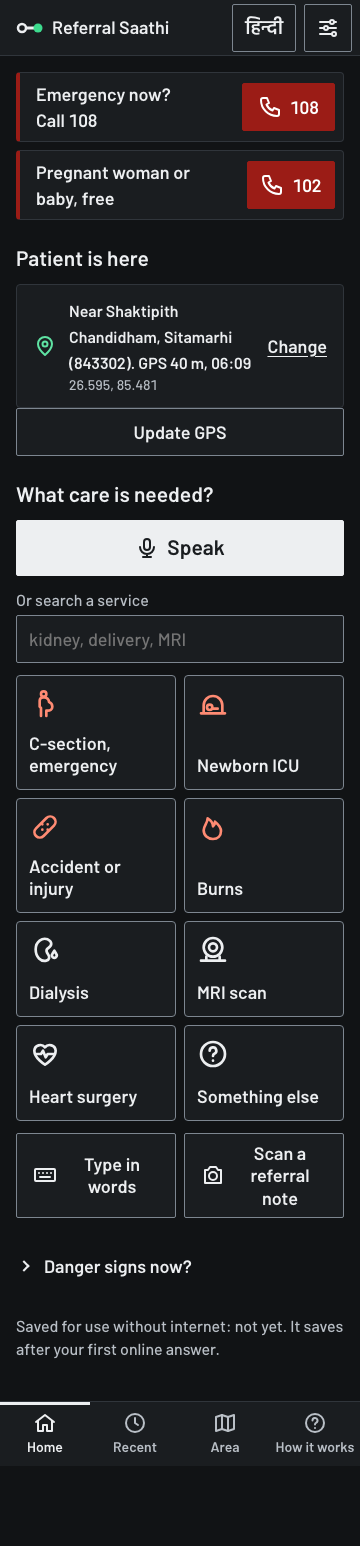 Referral Saathi
हिन्दी
Emergency now?
Call 108
108
Pregnant woman or
baby, free
102
Patient is here
Near Shaktipith
Chandidham, Sitamarhi
(843302). GPS 40 m, 06:09
26.595, 85.481
Change
Update GPS
What care is needed?
Speak
Or search a service
kidney, delivery, MRI
C-section,
emergency
Newborn ICU
Accident or
injury
Burns
Dialysis
MRI scan
Heart surgery
Something else
Type in
words
Scan a
referral
note
Danger signs now?
Saved for use without internet: not yet. It saves
after your first online answer.
Home
Recent
Area
How it works